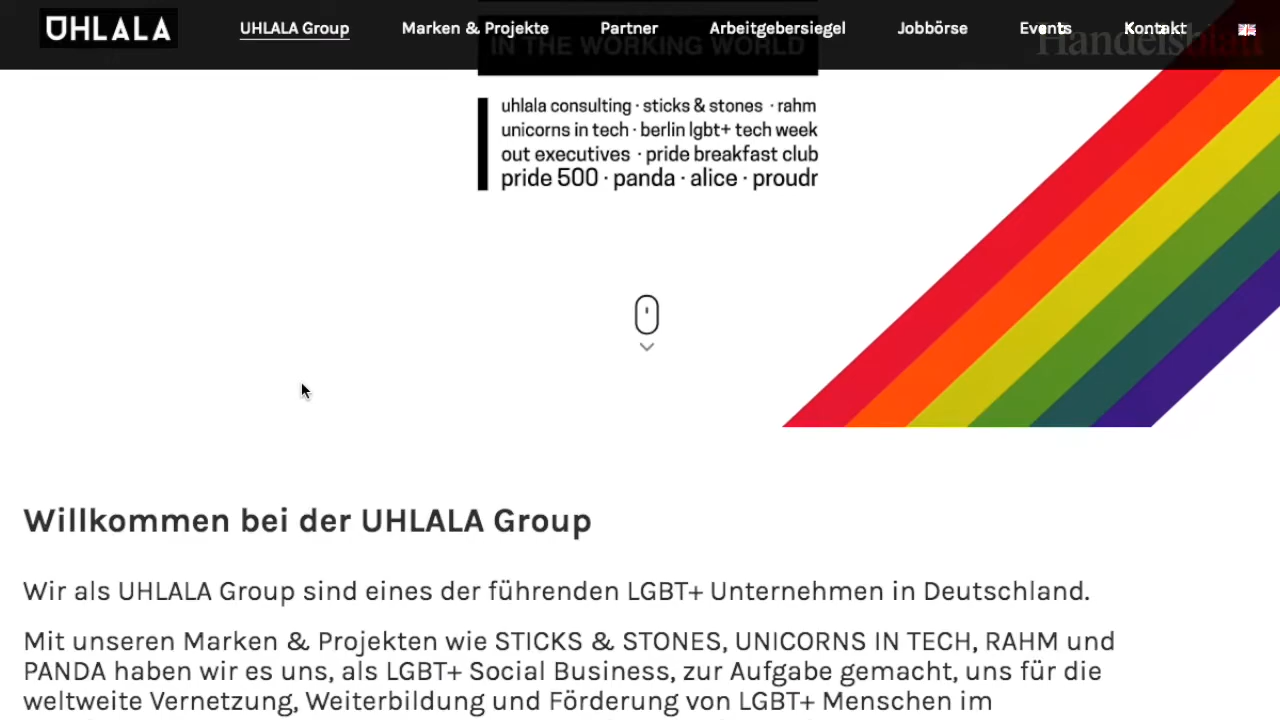 UHLALA
UHLALA Group
Marken & Projekte
Partner
Arbeitgebersiegel
Jobbörse
Events
Kontakt
Handelsblatt
IN THE WORKING WORLD
uhlala consulting · sticks & stones · rahm
unicorns in tech · berlin lgbt+ tech week
out executives · pride breakfast club
pride 500 · panda · alice · proudr
Willkommen bei der UHLALA Group
Wir als UHLALA Group sind eines der führenden LGBT+ Unternehmen in Deutschland.
Mit unseren Marken & Projekten wie STICKS & STONES, UNICORNS IN TECH, RAHM und
PANDA haben wir es uns, als LGBT+ Social Business, zur Aufgabe gemacht, uns für die
weltweite Vernetzung, Weiterbildung und Förderung von LGBT+ Menschen im